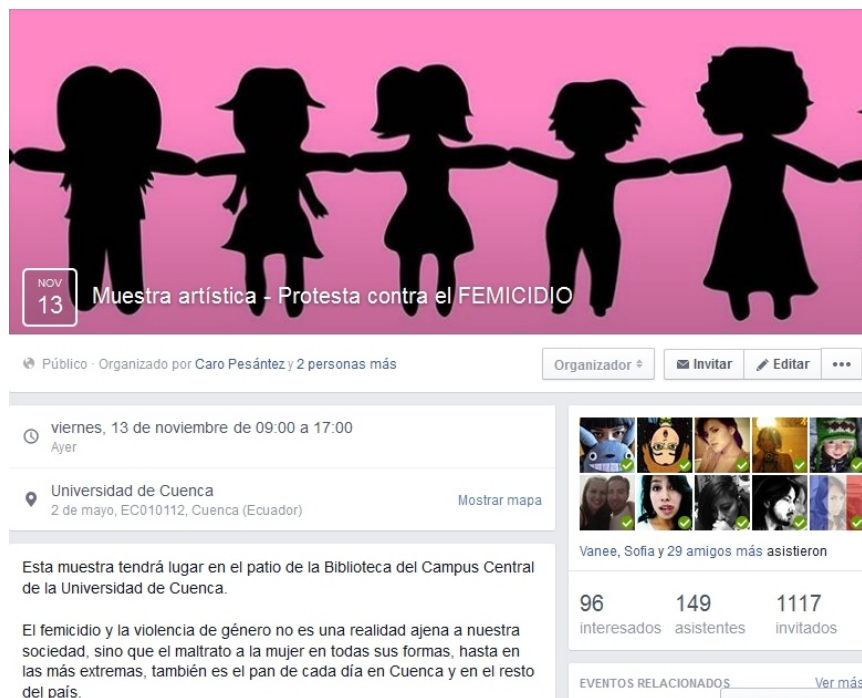 NOV
13
Muestra artística - Protesta contra el FEMICIDIO
Público · Organizado por Caro Pesántez y 2 personas más
Organizador
Invitar
Editar
viernes, 13 de noviembre de 09:00 a 17:00
Ayer
Universidad de Cuenca
2 de mayo, EC010112, Cuenca (Ecuador)
Mostrar mapa
Esta muestra tendrá lugar en el patio de la Biblioteca del Campus Central
de la Universidad de Cuenca.
El femicidio y la violencia de género no es una realidad ajena a nuestra
sociedad, sino que el maltrato a la mujer en todas sus formas, hasta en
las más extremas, también es el pan de cada día en Cuenca y en el resto
del país.
Vanee, Sofia y 29 amigos más asistieron
96
interesados
149
asistentes
1117
invitados
EVENTOS RELACIONADOS
Ver más